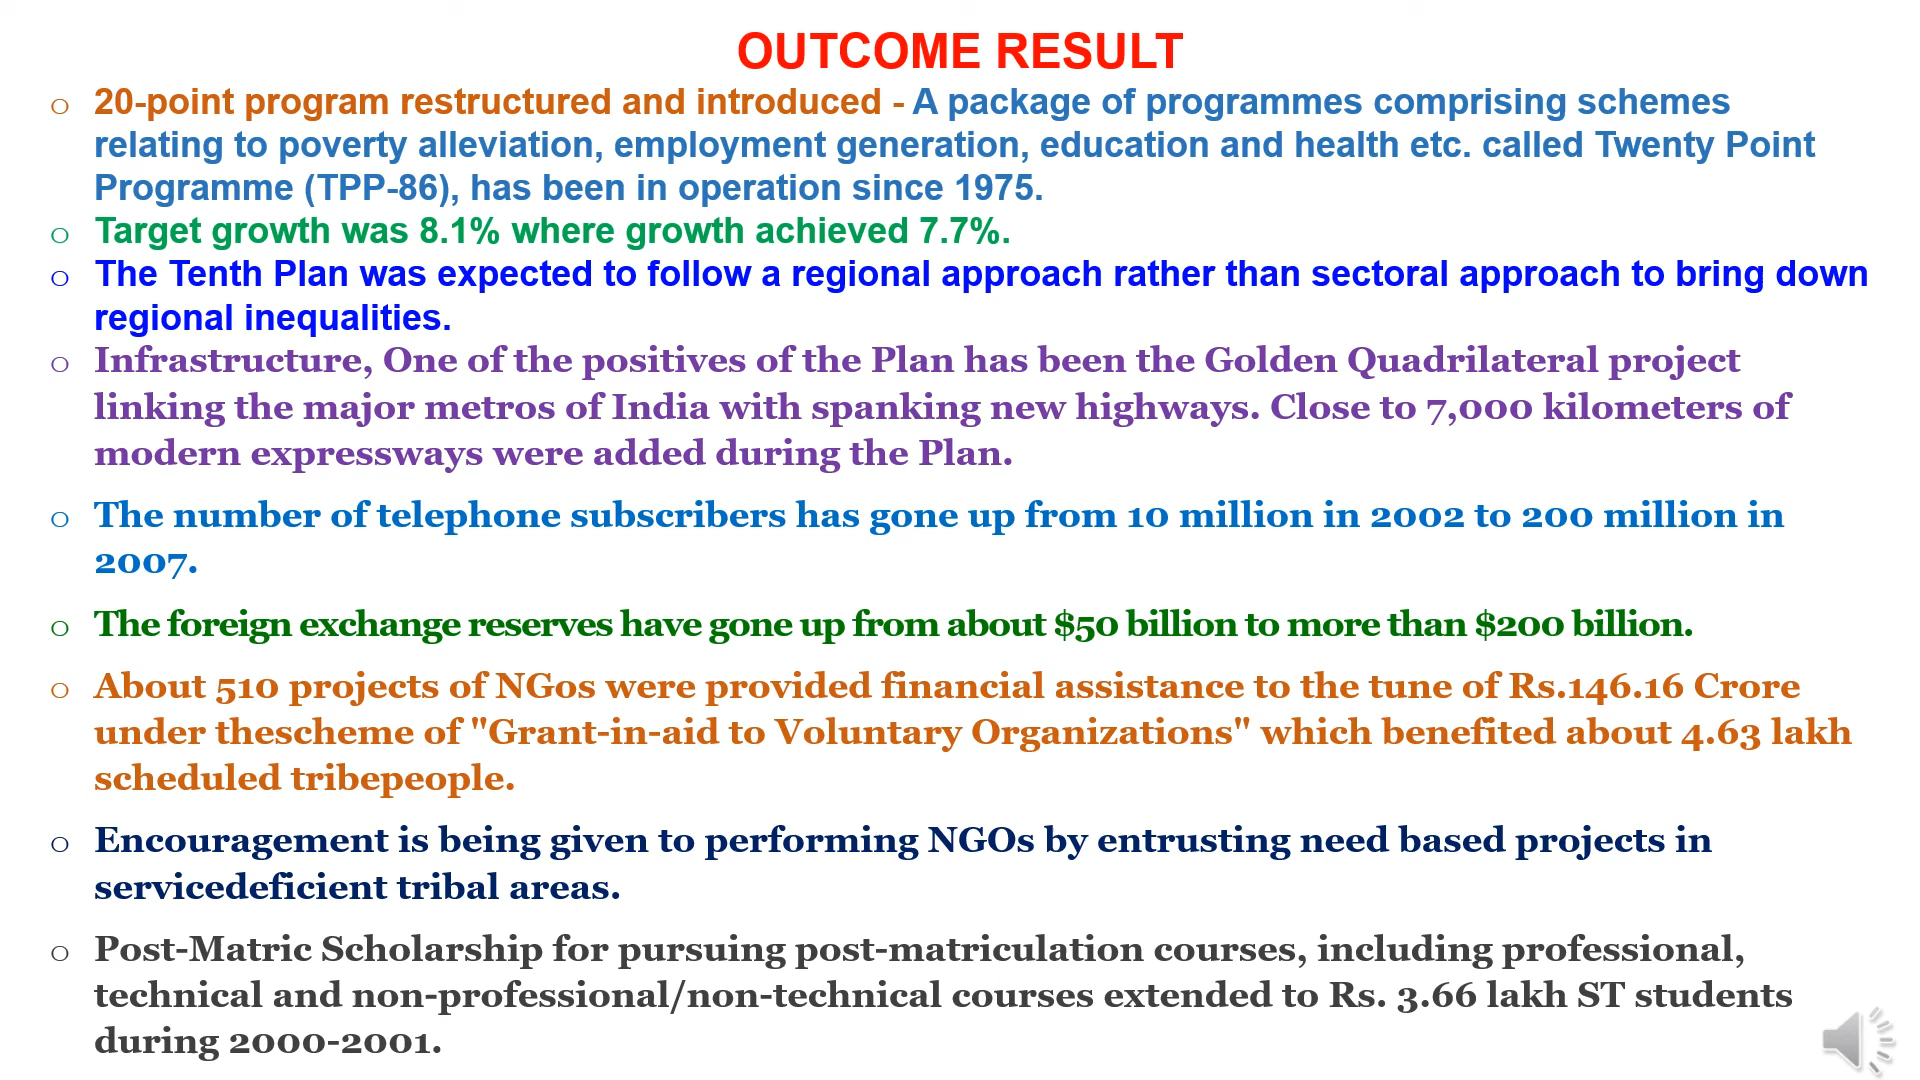 OUTCOME RESULT
o 20-point program restructured and introduced - A package of programmes comprising schemes
relating to poverty alleviation, employment generation, education and health etc. called Twenty Point
Programme (TPP-86), has been in operation since 1975.
o Target growth was 8.1% where growth achieved 7.7%.
o The Tenth Plan was expected to follow a regional approach rather than sectoral approach to bring down
regional inequalities.
o Infrastructure, One of the positives of the Plan has been the Golden Quadrilateral project
linking the major metros of India with spanking new highways. Close to 7,000 kilometers of
modern expressways were added during the Plan.
o The number of telephone subscribers has gone up from 10 million in 2002 to 200 million in
2007.
o The foreign exchange reserves have gone up from about $50 billion to more than $200 billion.
o About 510 projects of NGos were provided financial assistance to the tune of Rs.146.16 Crore
under thescheme of "Grant-in-aid to Voluntary Organizations" which benefited about 4.63 lakh
scheduled tribepeople.
o Encouragement is being given to performing NGOs by entrusting need based projects in
servicedeficient tribal areas.
o Post-Matric Scholarship for pursuing post-matriculation courses, including professional,
technical and non-professional/non-technical courses extended to Rs. 3.66 lakh ST students
during 2000-2001.